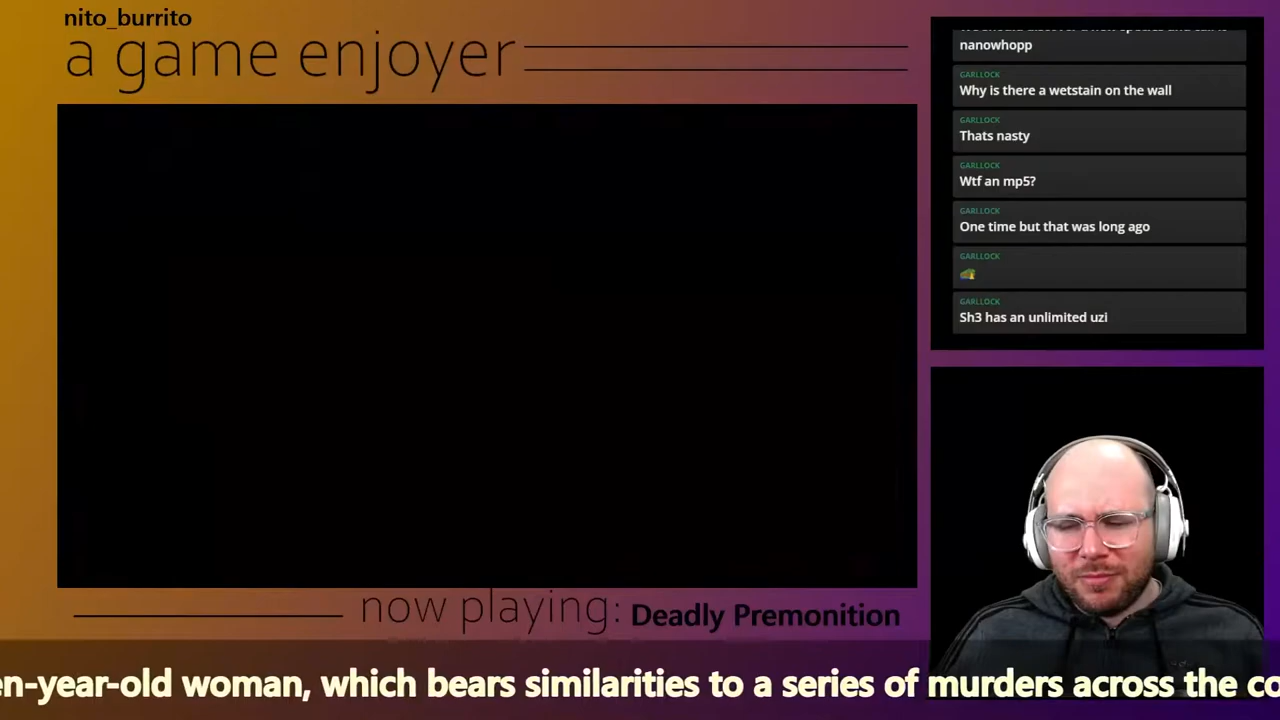 nito_burrito
a game enjoyer
nanowhopp
GARLLOCK
Why is there a wetstain on the wall
GARLLOCK
Thats nasty
GARLLOCK
Wtf an mp5?
GARLLOCK
One time but that was long ago
GARLLOCK
GARLLOCK
Sh3 has an unlimited uzi
now playing: Deadly Premonition
en-year-old woman, which bears similarities to a series of murders across the co